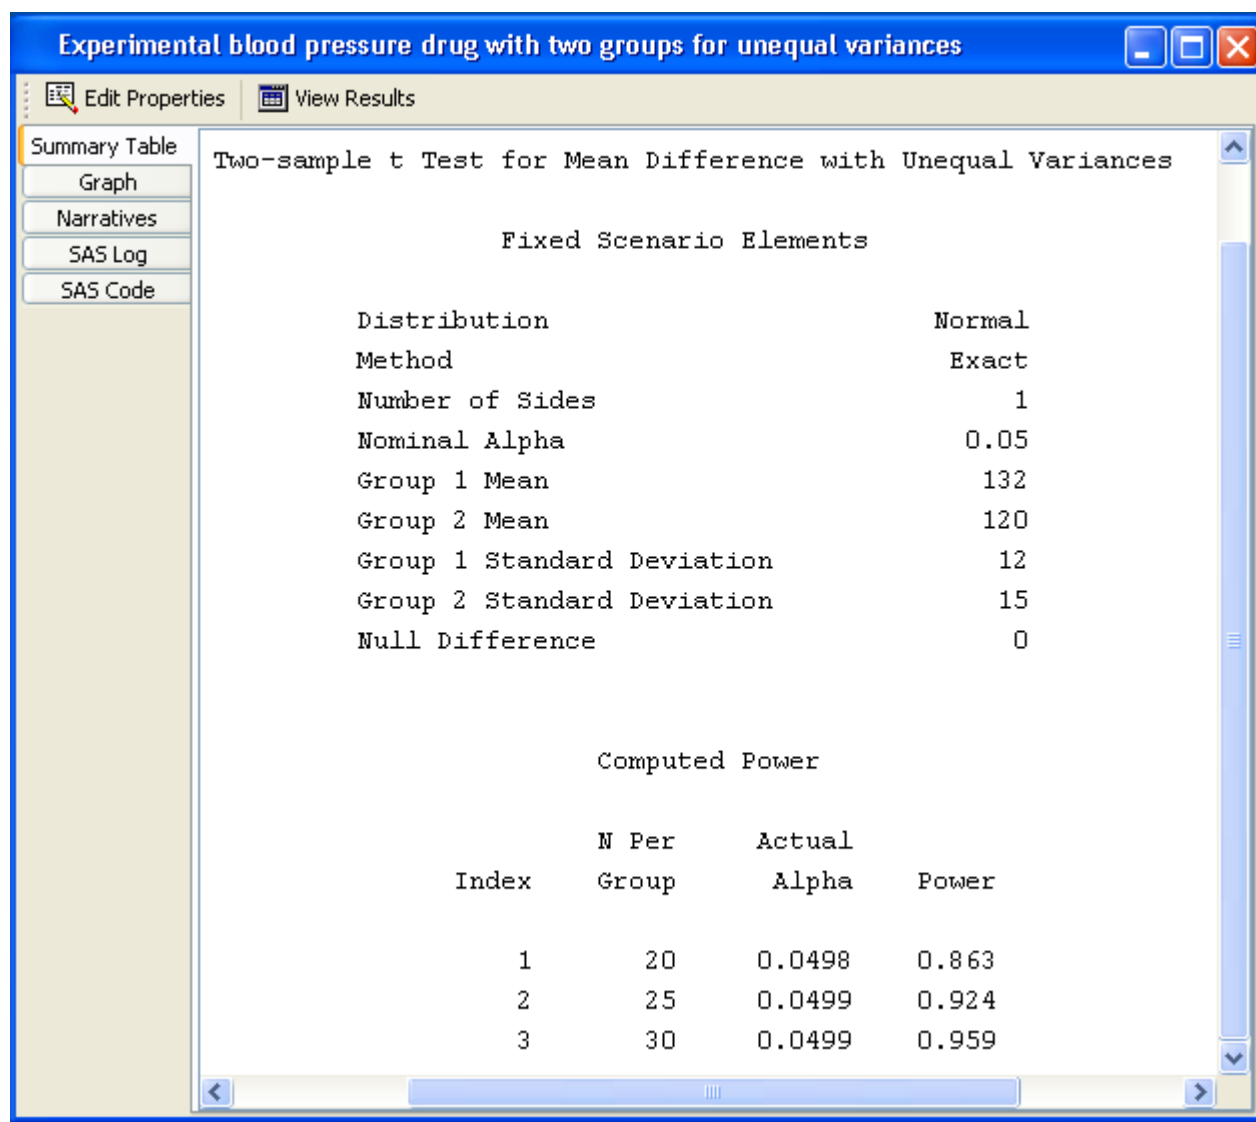 Experimental blood pressure drug with two groups for unequal variances
Edit Properties View Results
Summary Table
Graph
Narratives
SAS Log
SAS Code
Two-sample t Test for Mean Difference with Unequal Variances
Fixed Scenario Elements
Distribution Normal
Method Exact
Number of Sides 1
Nominal Alpha 0.05
Group 1 Mean 132
Group 2 Mean 120
Group 1 Standard Deviation 12
Group 2 Standard Deviation 15
Null Difference 0
Computed Power
N Per Actual
Index Group Alpha Power
1 20 0.0498 0.863
2 25 0.0499 0.924
3 30 0.0499 0.959